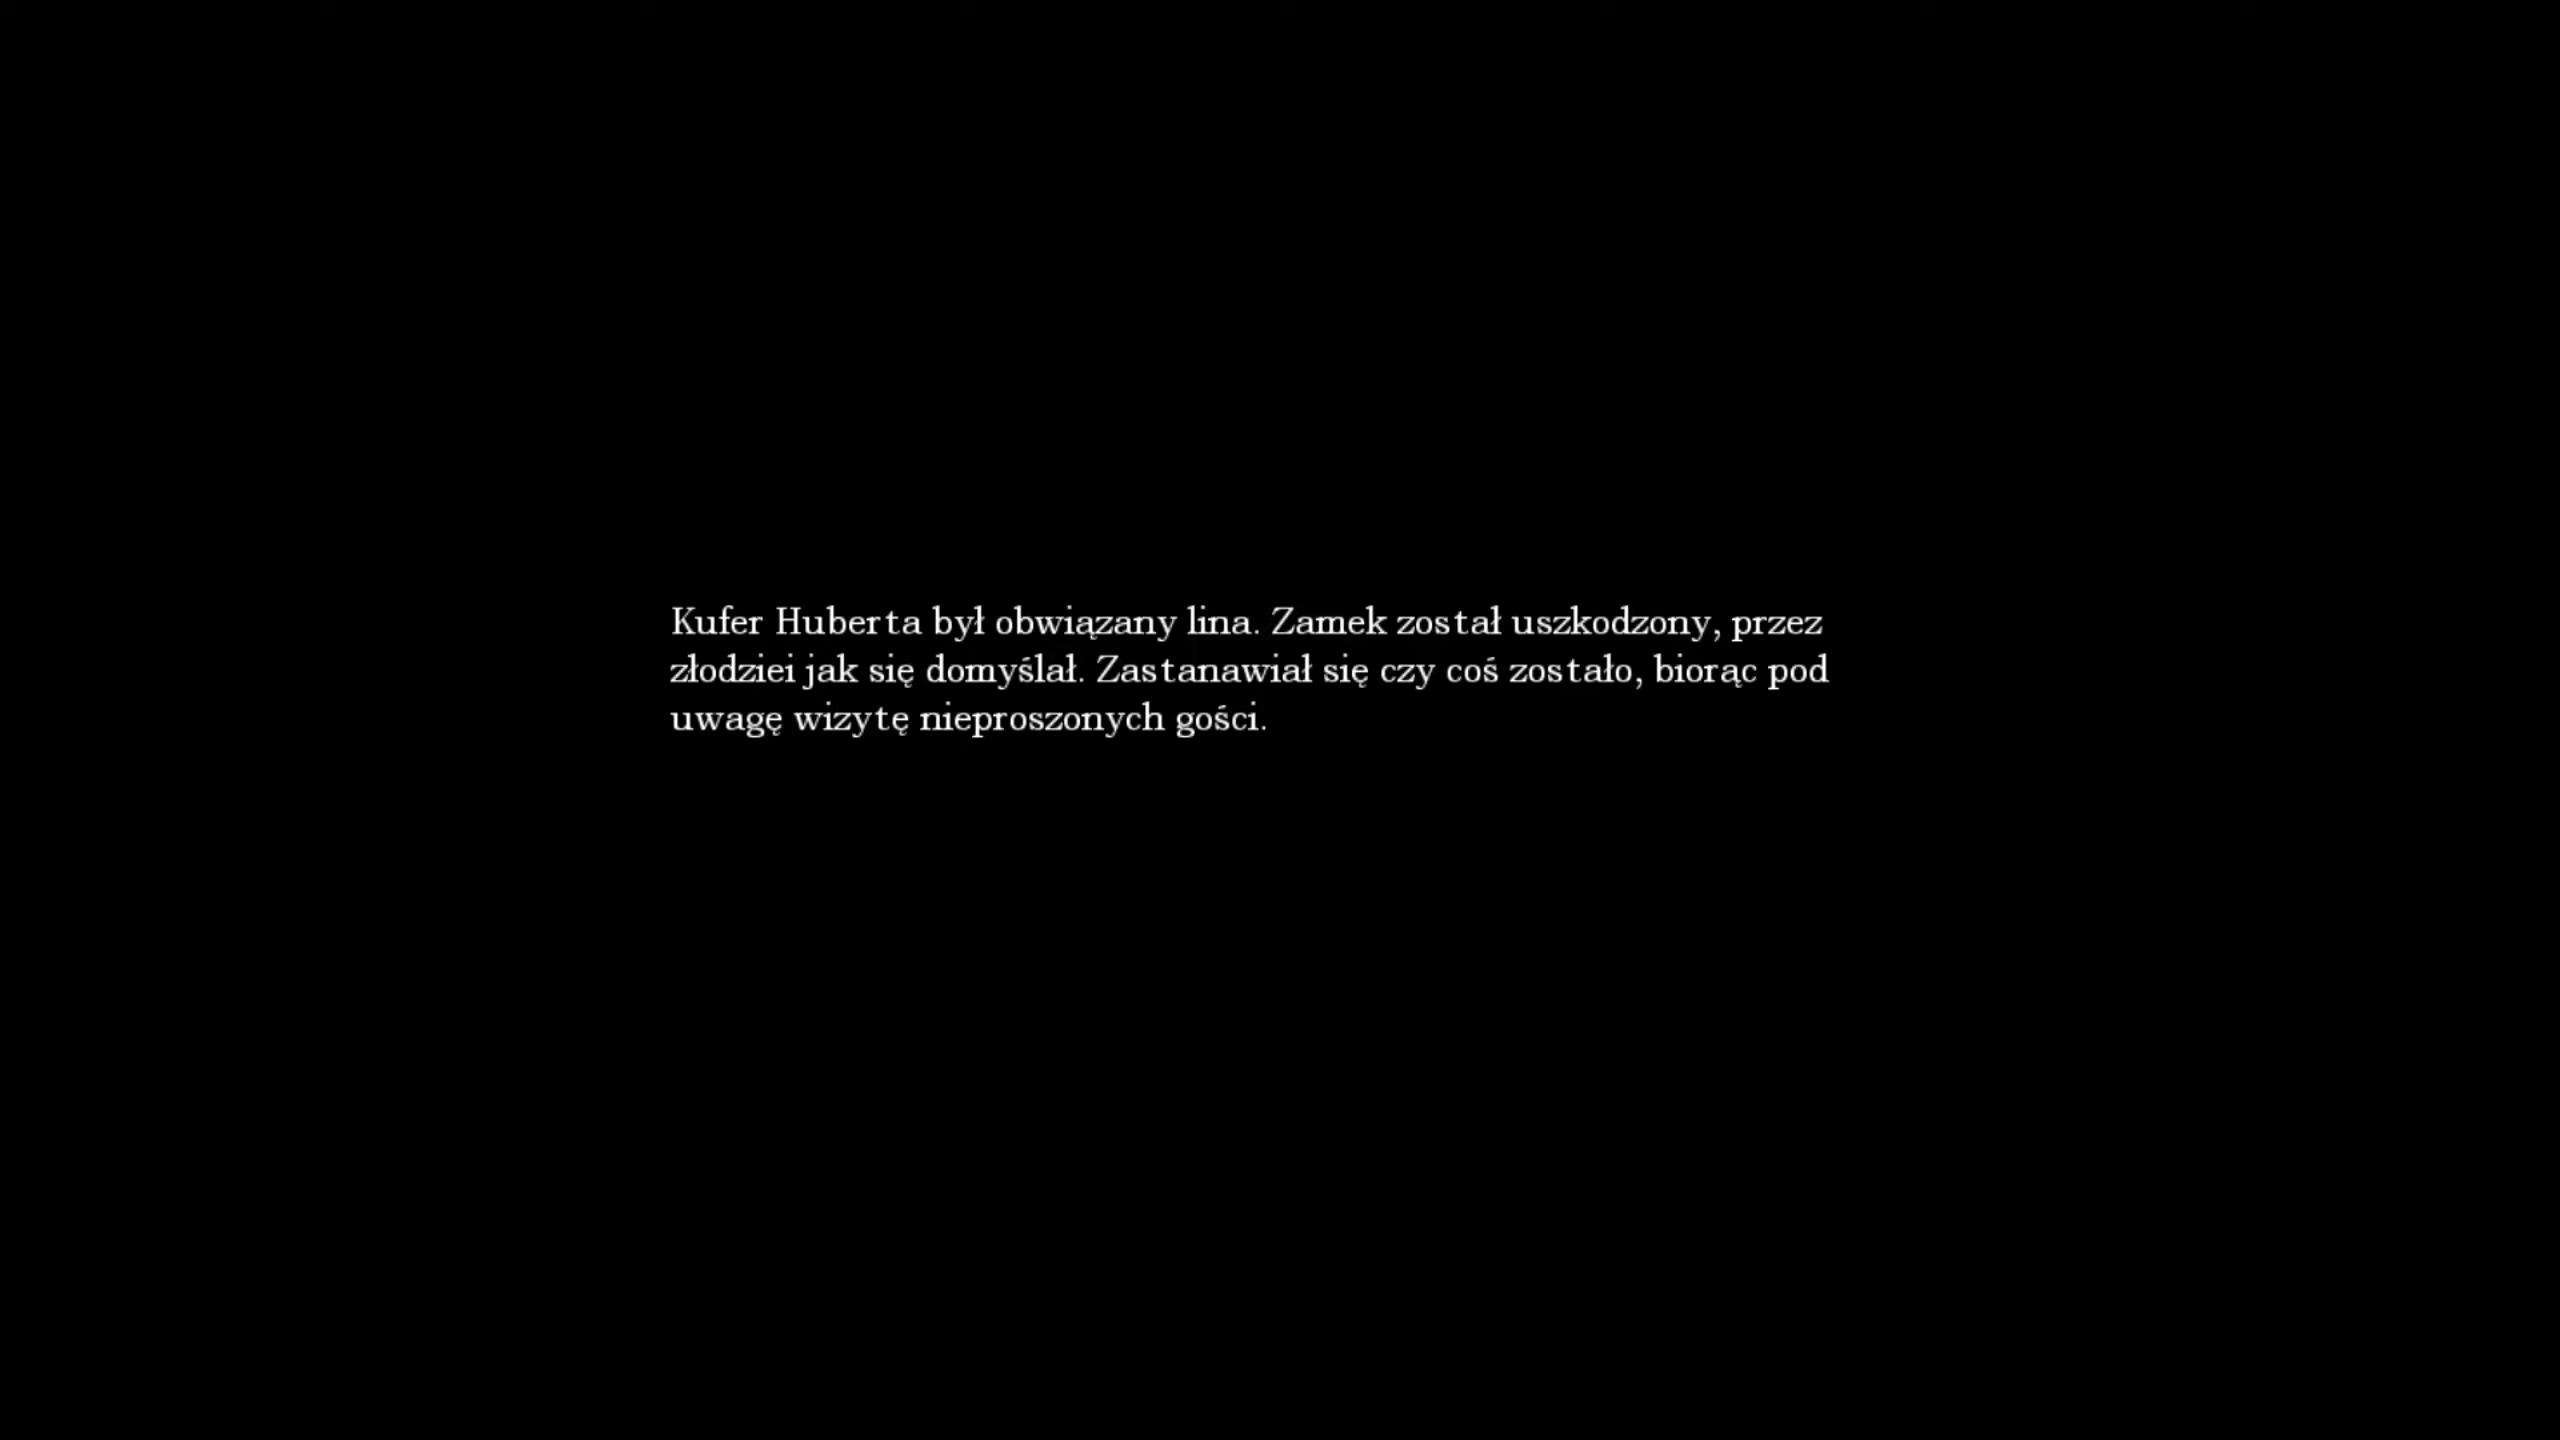 Kufer Huberta był obwiązany lina. Zamek został uszkodzony, przez
złodziei jak się domyślał. Zastanawiał się czy coś zostało, biorąc pod
uwagę wizytę nieproszonych gości.